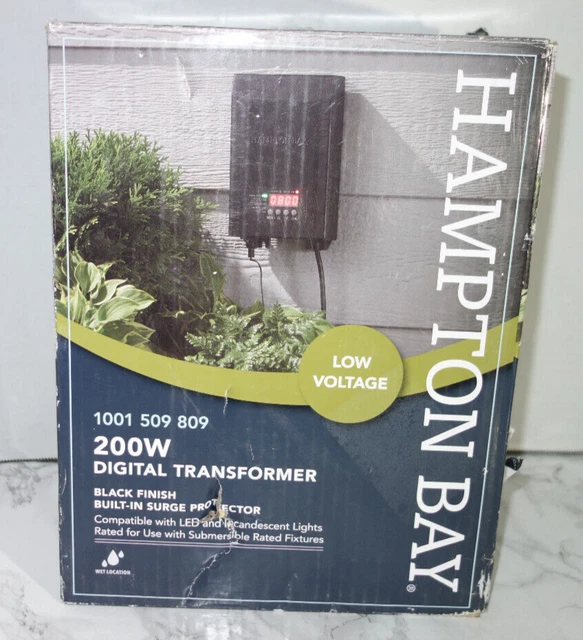 HAMPTON BAY®
0800
LOW
VOLTAGE
1001 509 809
200W
DIGITAL TRANSFORMER
BLACK FINISH
BUILT-IN SURGE PROTECTOR
Compatible with LED and Incandescent Lights
Rated for Use with Submersible Rated Fixtures
WET LOCATION